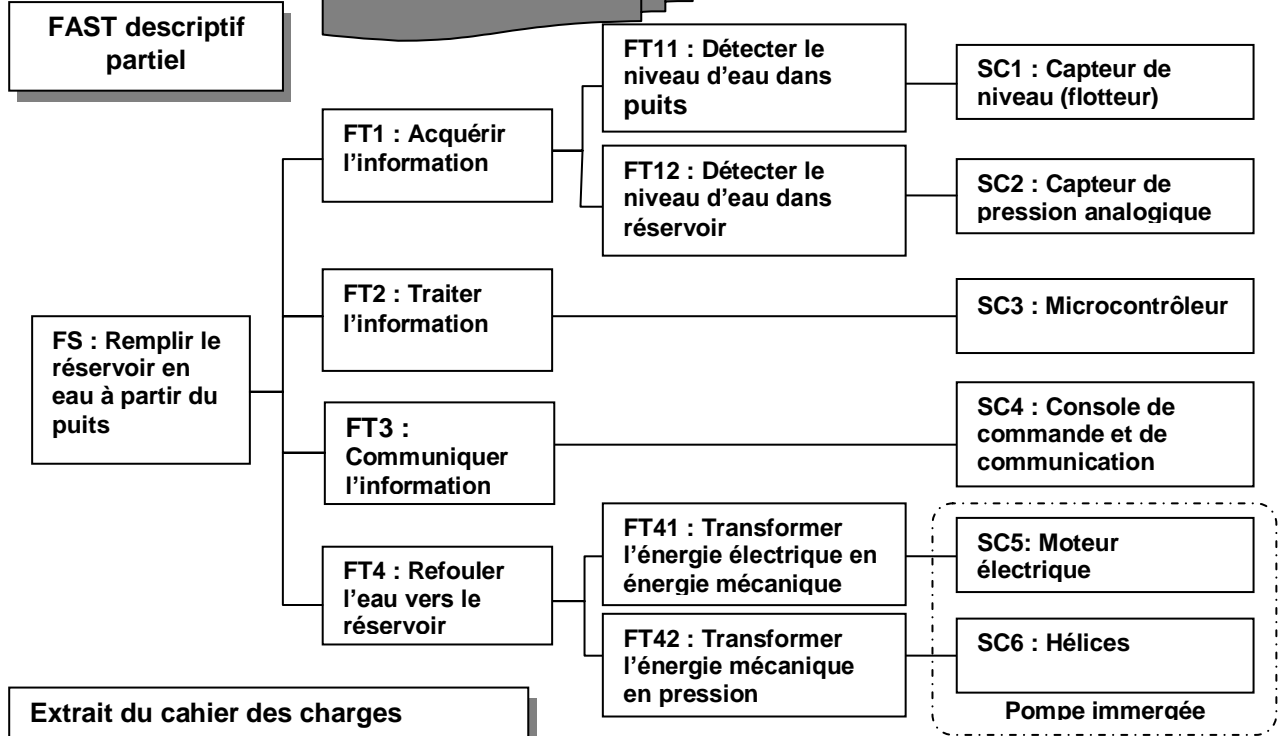 FAST descriptif
partiel
FS : Remplir le
réservoir en
eau à partir du
puits
FT1 : Acquérir
l'information
FT11 : Détecter le
niveau d'eau dans
puits
SC1 : Capteur de
niveau (flotteur)
FT12 : Détecter le
niveau d'eau dans
réservoir
SC2 : Capteur de
pression analogique
FT2 : Traiter
l'information
SC3 : Microcontrôleur
FT3 :
Communiquer
l'information
SC4 : Console de
commande et de
communication
FT4 : Refouler
l'eau vers le
réservoir
FT41 : Transformer
l'énergie électrique en
énergie mécanique
SC5: Moteur
électrique
FT42 : Transformer
l'énergie mécanique
en pression
SC6 : Hélices
Pompe immergée
Extrait du cahier des charges